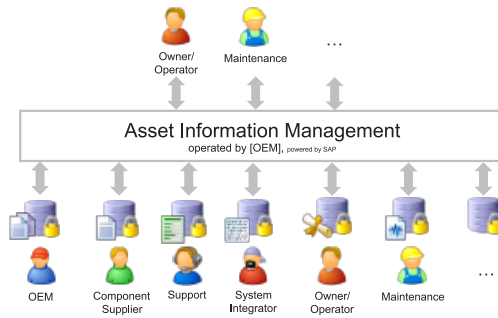 Owner/
Operator
Maintenance
...
Asset Information Management
operated by [OEM], powered by SAP
OEM
Component
Supplier
Support
System
Integrator
Owner/
Operator
Maintenance
...